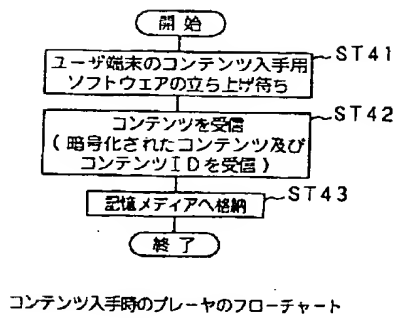 開始
ST41
ユーザ端末のコンテンツ入手用
ソフトウェアの立ち上げ待ち
ST42
コンテンツを受信
(暗号化されたコンテンツ及び
コンテンツIDを受信)
ST43
記憶メディアへ格納
終了
コンテンツ入手時のプレーヤのフローチャート